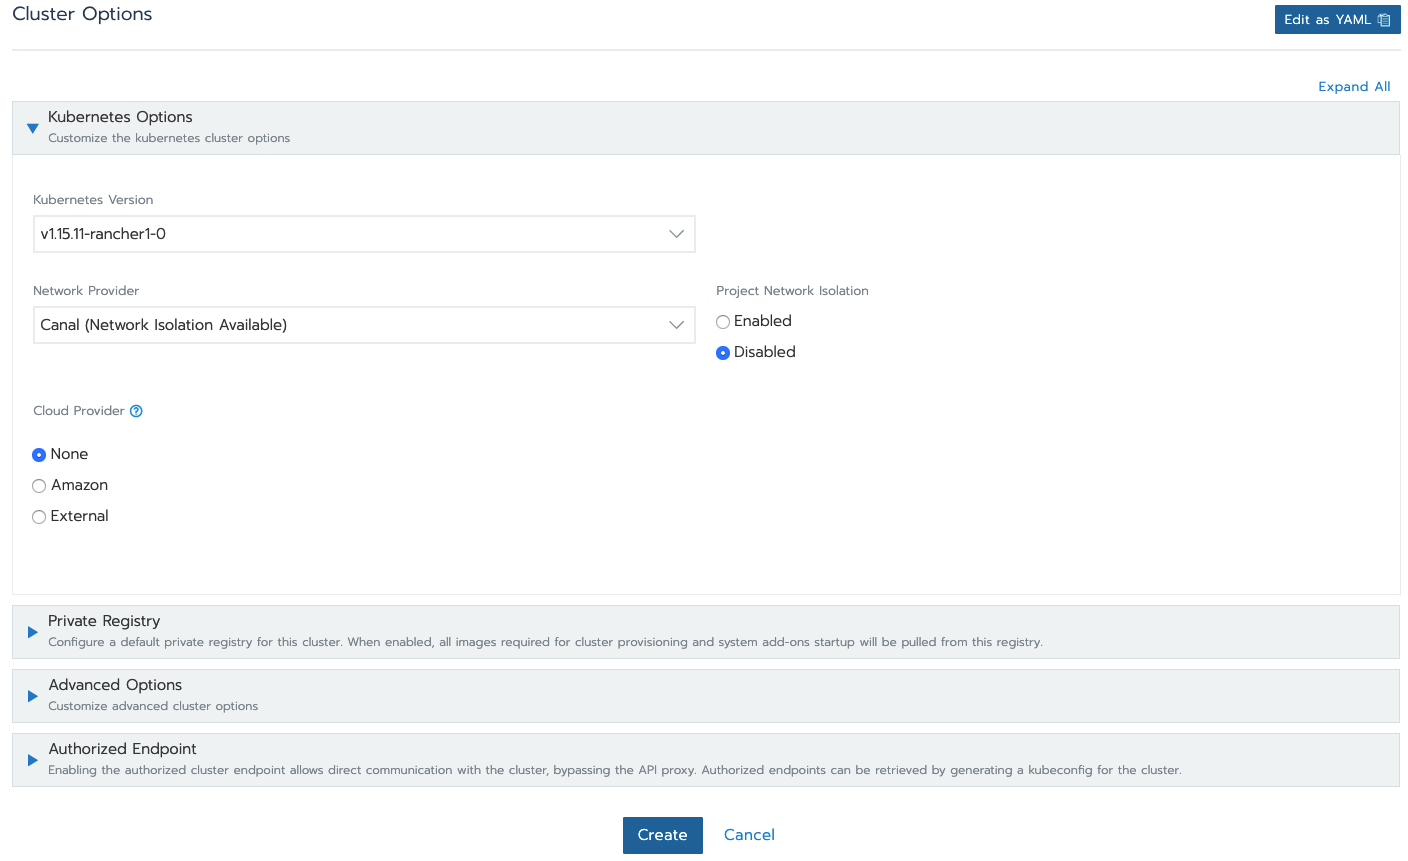 Cluster Options
Edit as YAML
Expand All
Kubernetes Options
Customize the kubernetes cluster options
Kubernetes Version
v1.15.11-rancher1-0
Network Provider
Project Network Isolation
Canal (Network Isolation Available)
Enabled
Disabled
Cloud Provider
None
Amazon
External
Private Registry
Configure a default private registry for this cluster. When enabled, all images required for cluster provisioning and system add-ons startup will be pulled from this registry.
Advanced Options
Customize advanced cluster options
Authorized Endpoint
Enabling the authorized cluster endpoint allows direct communication with the cluster, bypassing the API proxy. Authorized endpoints can be retrieved by generating a kubeconfig for the cluster.
Create Cancel